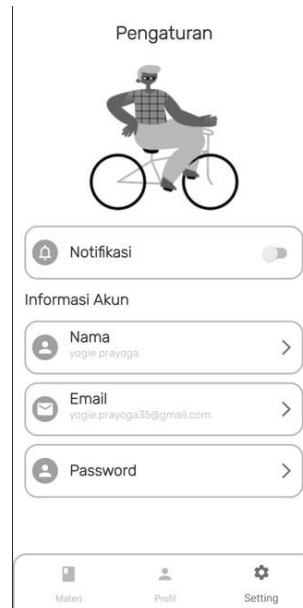 Pengaturan
Notifikasi
Informasi Akun
Nama
yogie prayoga
Email
yogie.prayoga35@gmail.com
Password
Materi
Profil
Setting